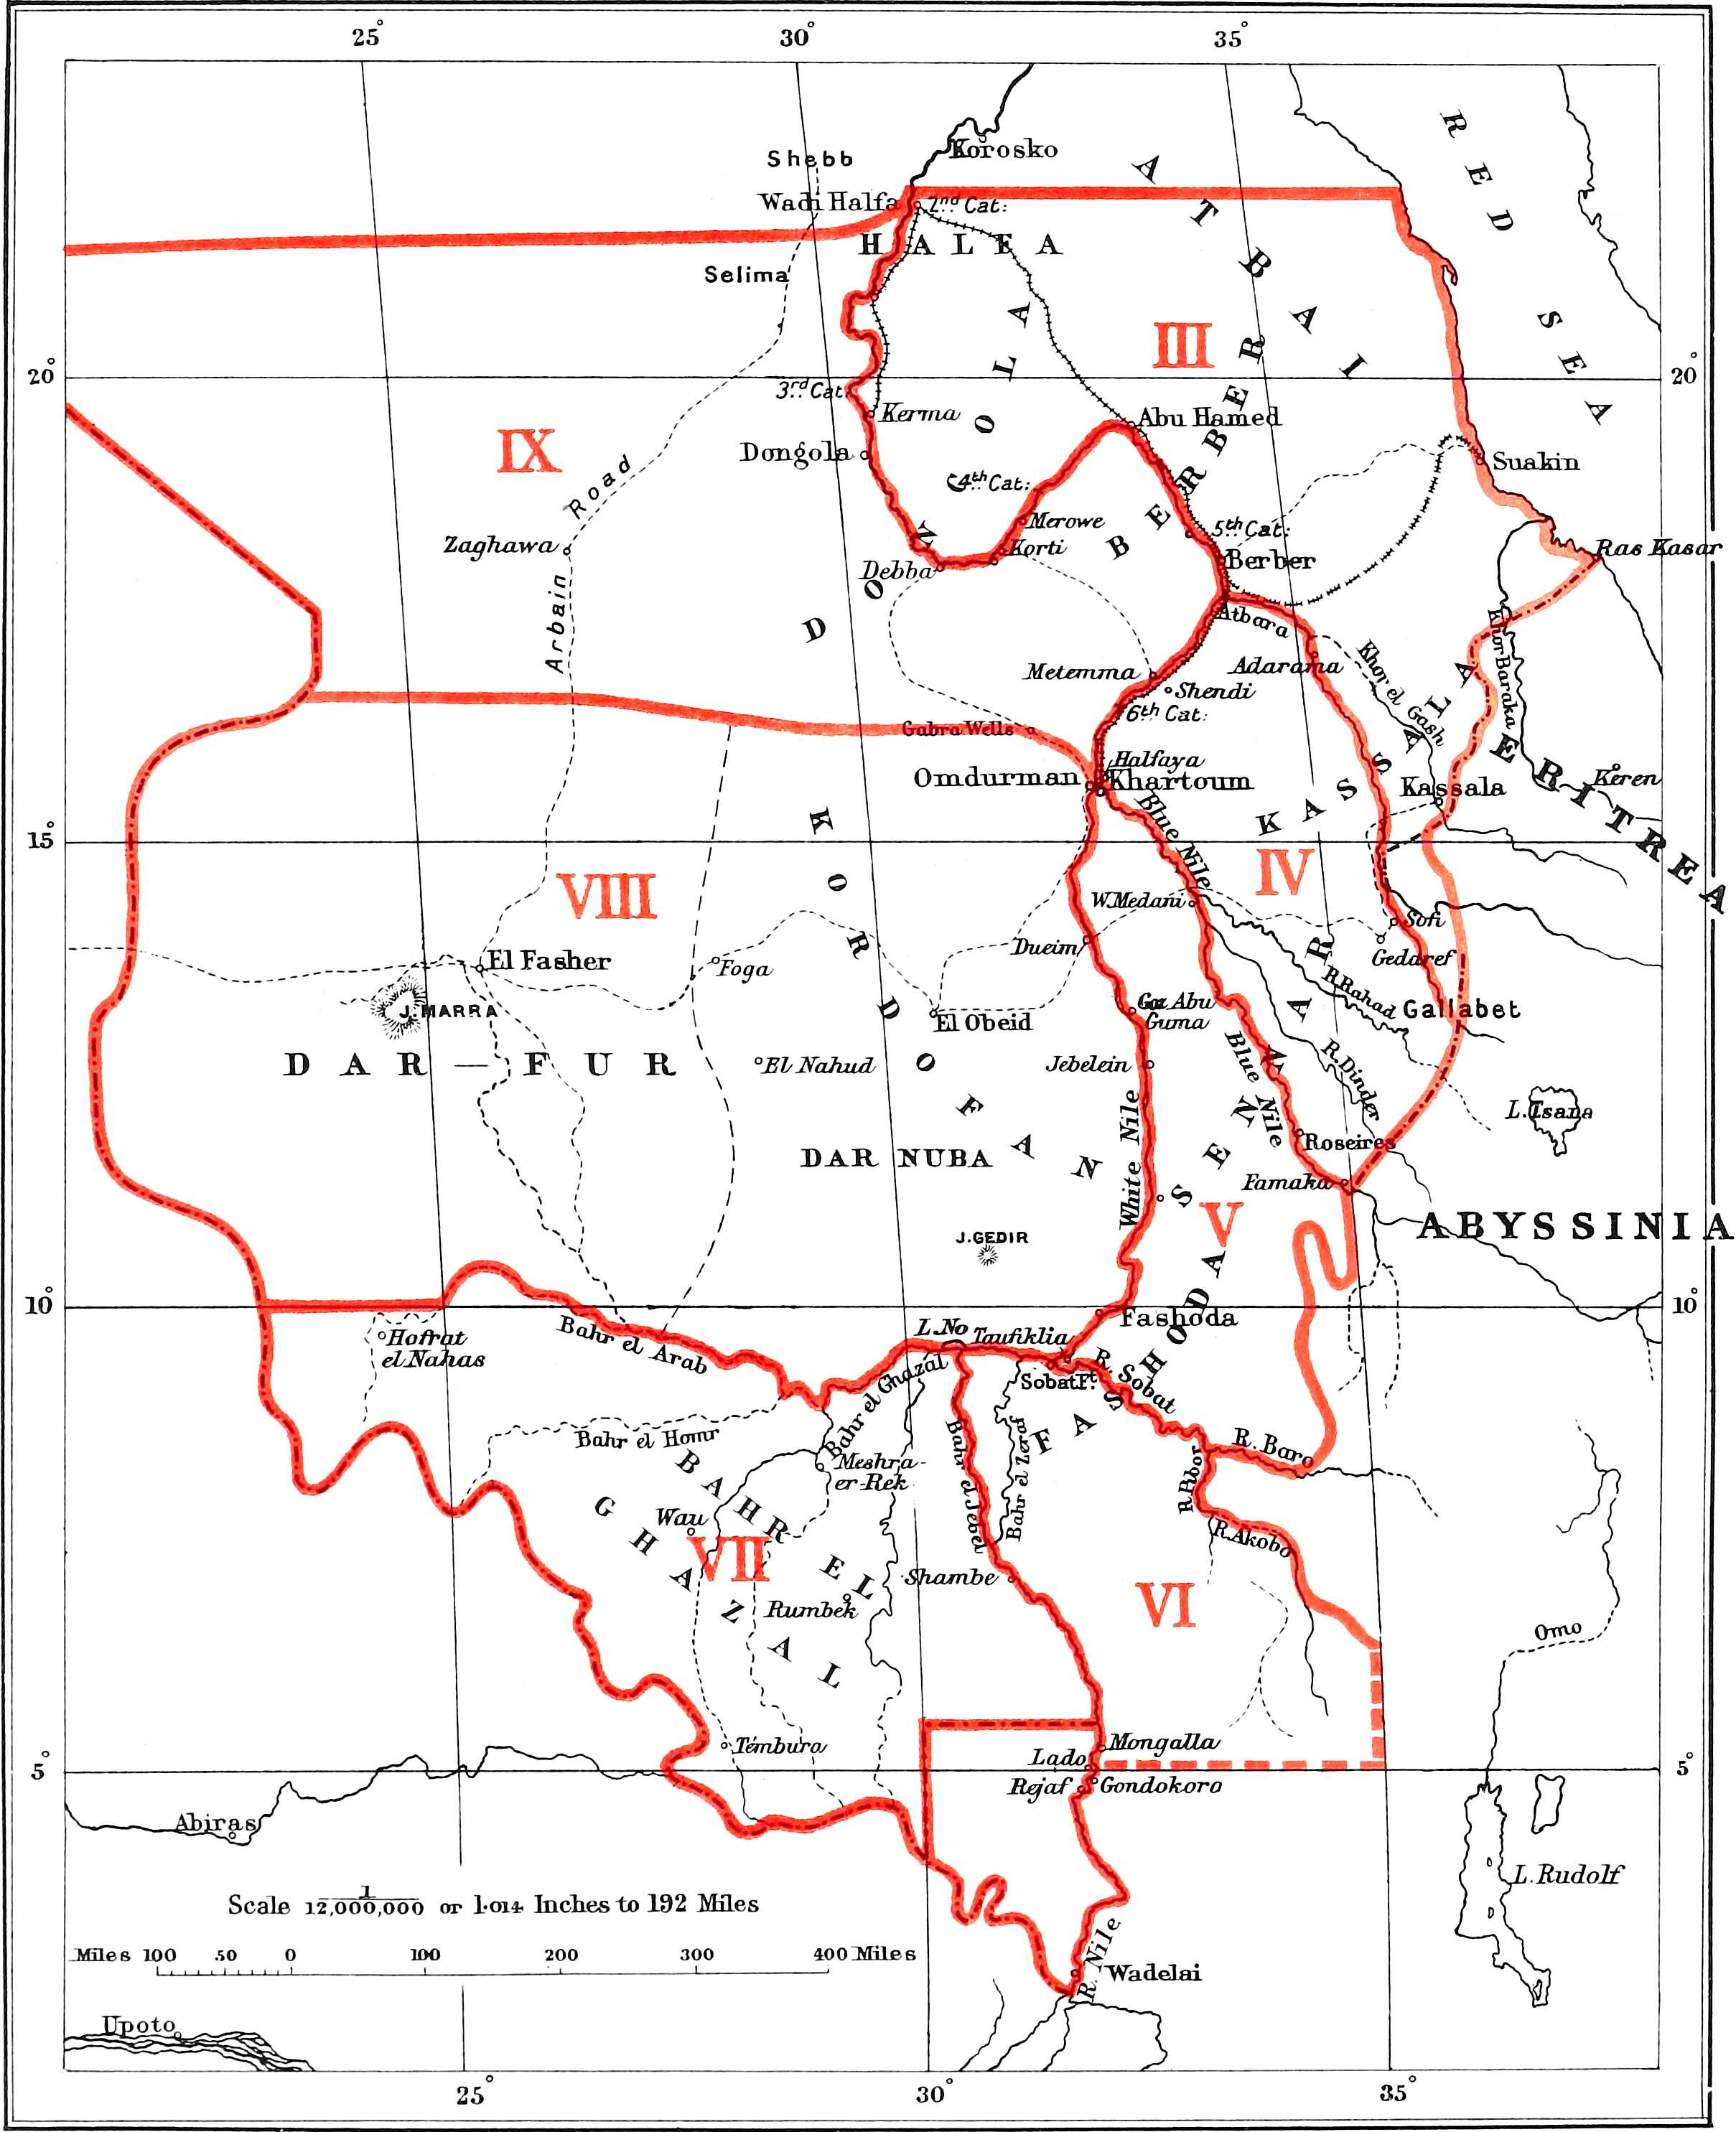 25°
30°
35°
Shebb
Korosko
Wadi Halfa
2nd Cat:
HALFA
ATBAI
RED SEA
Selima
III
20°
20°
3rd Cat:
Kerma
Abu Hamed
IX
Dongola
DONGOLA
BERBER
Suakin
4th Cat:
Arbain Road
Merowe
5th Cat:
Zaghawa
Korti
Berber
Ras Kasar
Debba
Atbara
Khor Baraka
Metemma
Adarama
Khor el Gash
Shendi
6th Cat:
Gabra Wells
Halfaya
Omdurman
Khartoum
KASSALA
Kassala
ERITREA
Keren
Blue Nile
15°
KORDOFAN
VIII
IV
W. Medani
Sofi
Dueim
Gedaref
El Fasher
Foga
R. Rahad
J. MARRA
Goz Abu
Guma
Gallabet
El Obeid
DAR-FUR
El Nahud
Jebelein
Blue Nile
R. Dinder
L. Tsana
White Nile
SENNAR
Roseires
DAR NUBA
Famaka
V
ABYSSINIA
J. GEDIR
10°
10°
Fashoda
FASHODA
Hofrat
el Nahas
Bahr el Arab
L. No
Taufiklia
Bahr el Ghazal
Sobat Ft.
R. Sobat
Bahr el Homr
Bahr el Jebel
Bahr el Zeraf
R. Baro
R. Pibor
Meshra
er-Rek
BAHR EL
GHAZAL
Wau
R. Akobo
VII
Shambe
VI
Rumbek
Omo
Tembura
Mongalla
Lado
5°
5°
Rejaf
Gondokoro
Abiras
L. Rudolf
Scale 1/12,000,000 or 1.014 Inches to 192 Miles
R. Nile
Miles 100 50 0 100 200 300 400 Miles
Wadelai
Upoto
25°
30°
35°